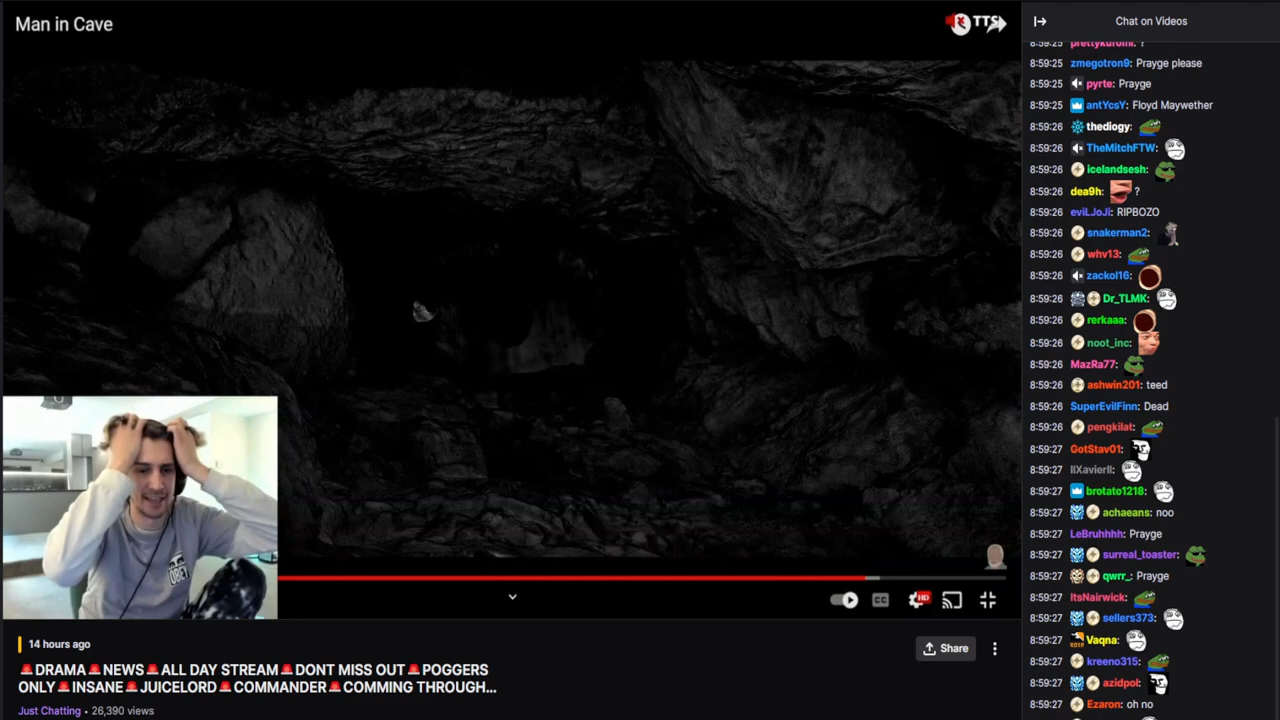 Man in Cave
TTS
Chat on Videos
8:59:25 prettykuromi: ?
8:59:25 zmegotron9: Prayge please
8:59:25 pyrte: Prayge
8:59:25 antYcsY: Floyd Maywether
8:59:26 thediogy:
8:59:26 TheMitchFTW:
8:59:26 icelandsesh:
8:59:26 dea9h: ?
8:59:26 eviLJoJi: RIPBOZO
8:59:26 snakerman2:
8:59:26 whv13:
8:59:26 zackol16:
8:59:26 Dr_TLMK:
8:59:26 rerkaaa:
8:59:26 noot_inc:
8:59:26 MazRa77:
8:59:26 ashwin201: teed
8:59:26 SuperEvilFinn: Dead
8:59:26 pengkilat:
8:59:27 GotStav01:
8:59:27 IIXavierII:
8:59:27 brotato1218:
8:59:27 achaeans: noo
8:59:27 LeBruhhhh: Prayge
8:59:27 surreal_toaster:
8:59:27 qwrr_: Prayge
8:59:27 ItsNairwick:
8:59:27 sellers373:
8:59:27 Vaqna:
8:59:27 kreeno315:
8:59:27 azidpol:
8:59:27 Ezaron: oh no
OBEY
CC
HD
14 hours ago
Share
🚨DRAMA🚨NEWS🚨ALL DAY STREAM🚨DONT MISS OUT🚨POGGERS
ONLY🚨INSANE🚨JUICELORD🚨COMMANDER🚨COMMING THROUGH...
Just Chatting • 26,390 views